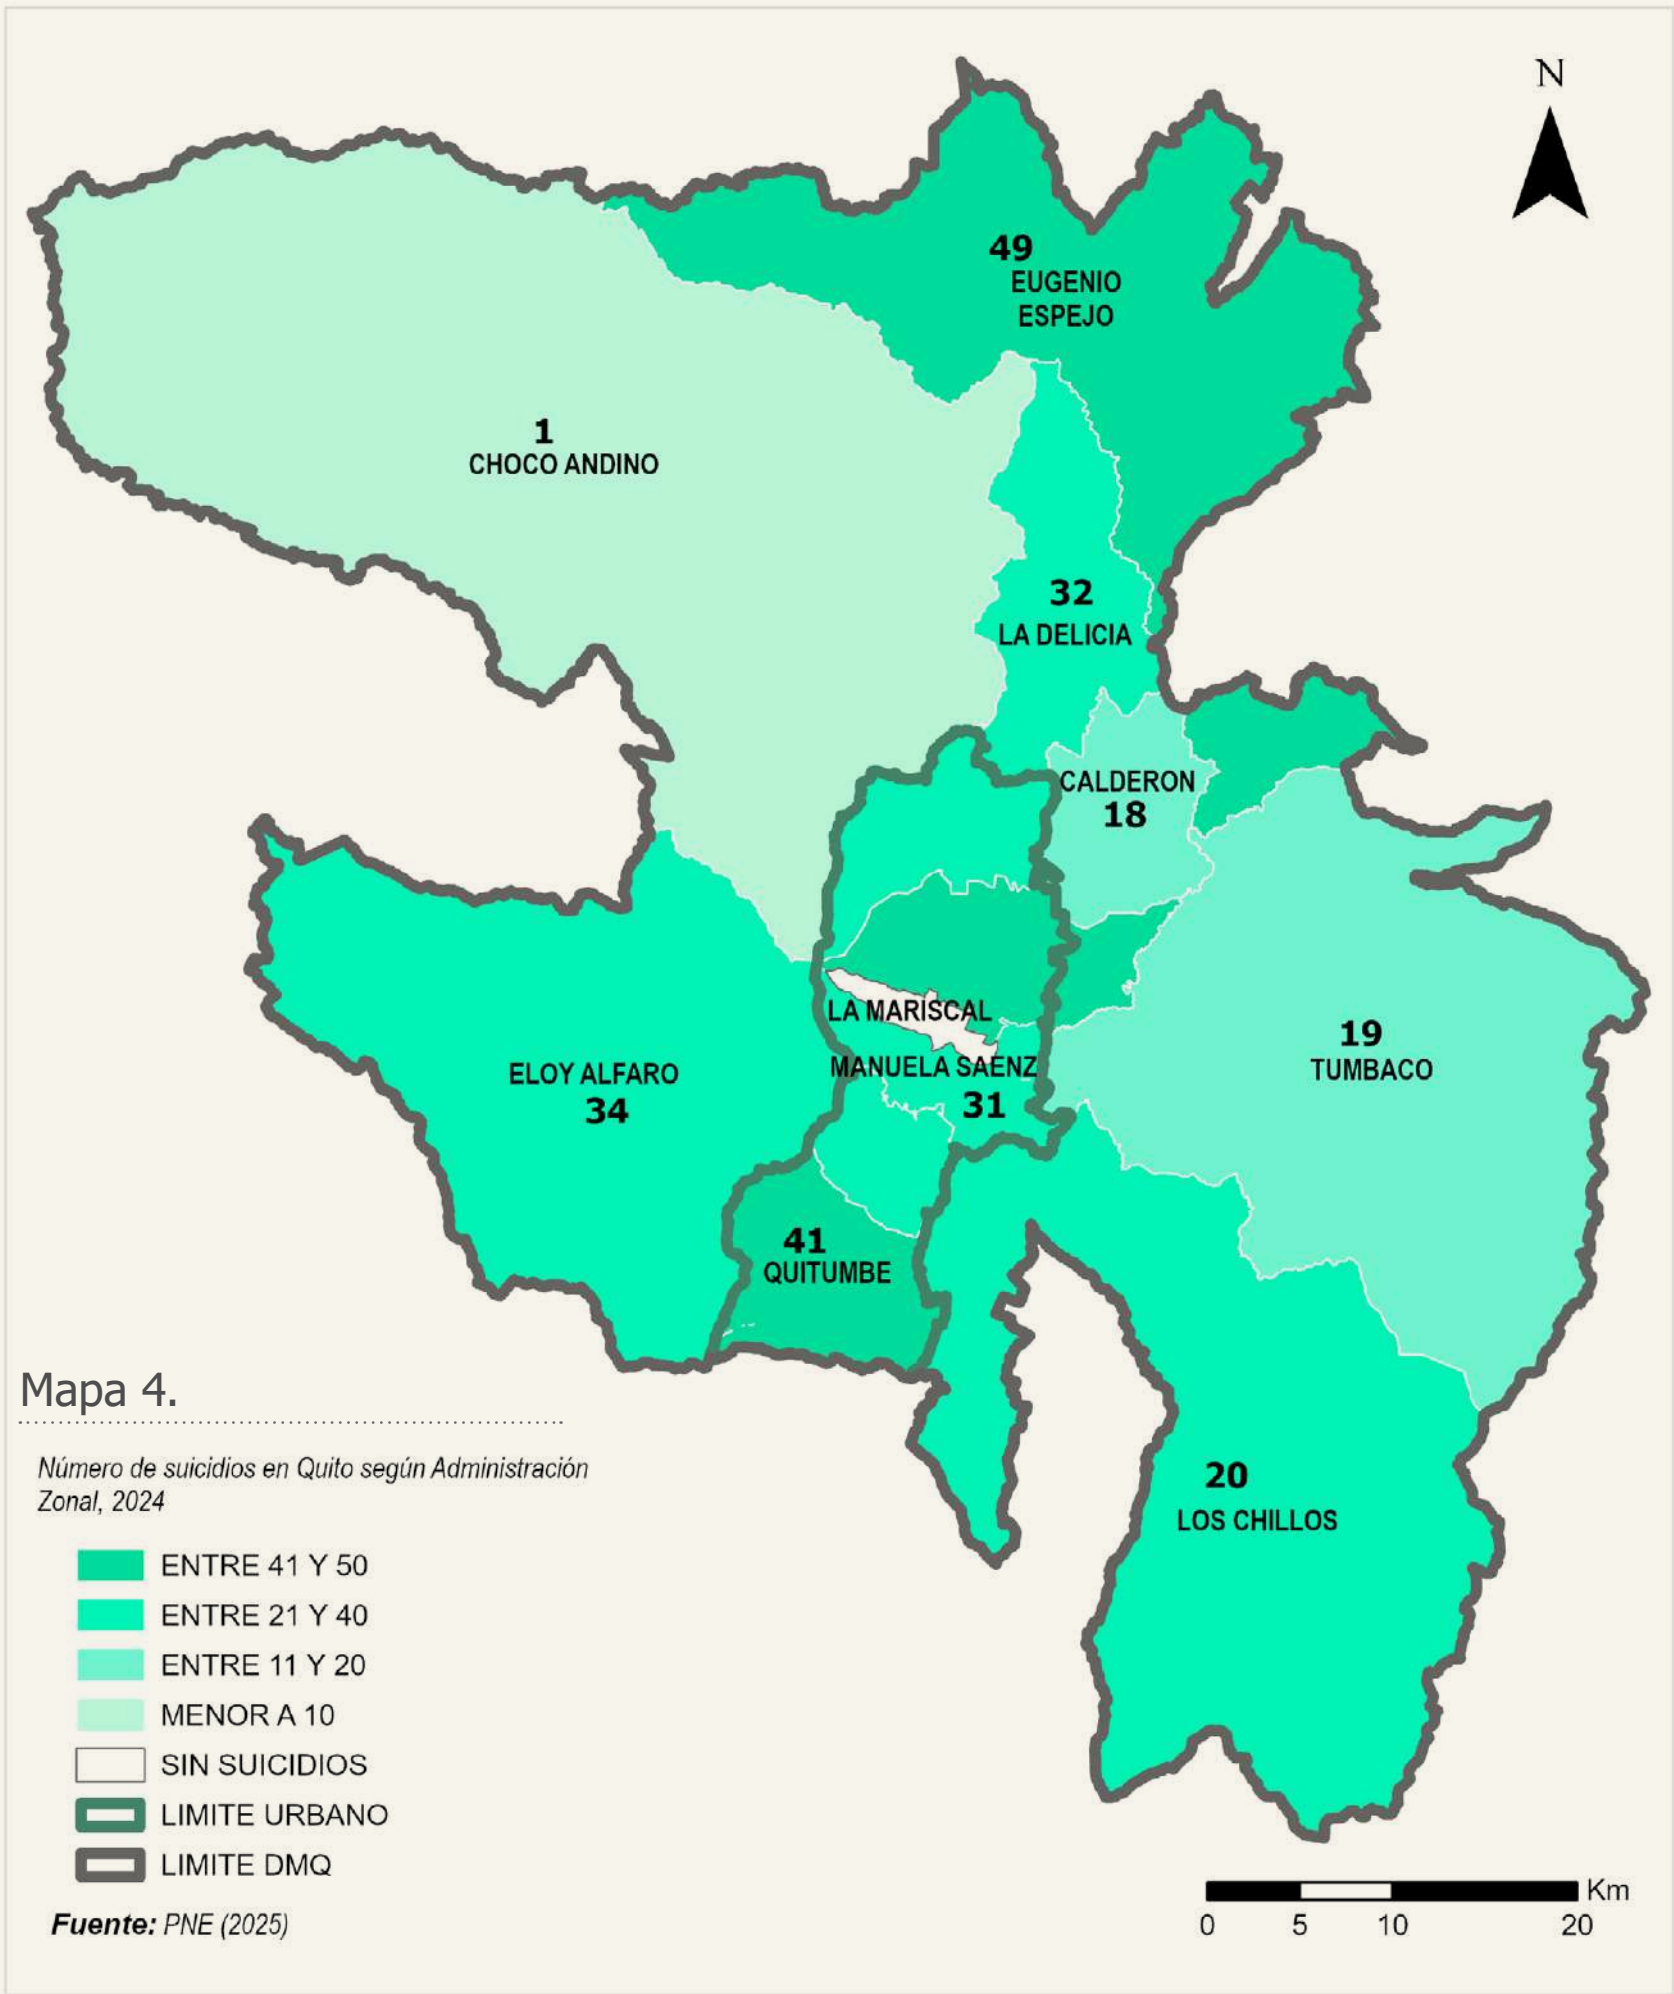 N
49
EUGENIO
ESPEJO
1
CHOCO ANDINO
32
LA DELICIA
CALDERON
18
LA MARISCAL
MANUELA SAENZ
31
19
TUMBACO
ELOY ALFARO
34
41
QUITUMBE
20
LOS CHILLOS
Mapa 4.
Número de suicidios en Quito según Administración
Zonal, 2024
ENTRE 41 Y 50
ENTRE 21 Y 40
ENTRE 11 Y 20
MENOR A 10
SIN SUICIDIOS
LIMITE URBANO
LIMITE DMQ
Fuente: PNE (2025)
Km
0 5 10 20